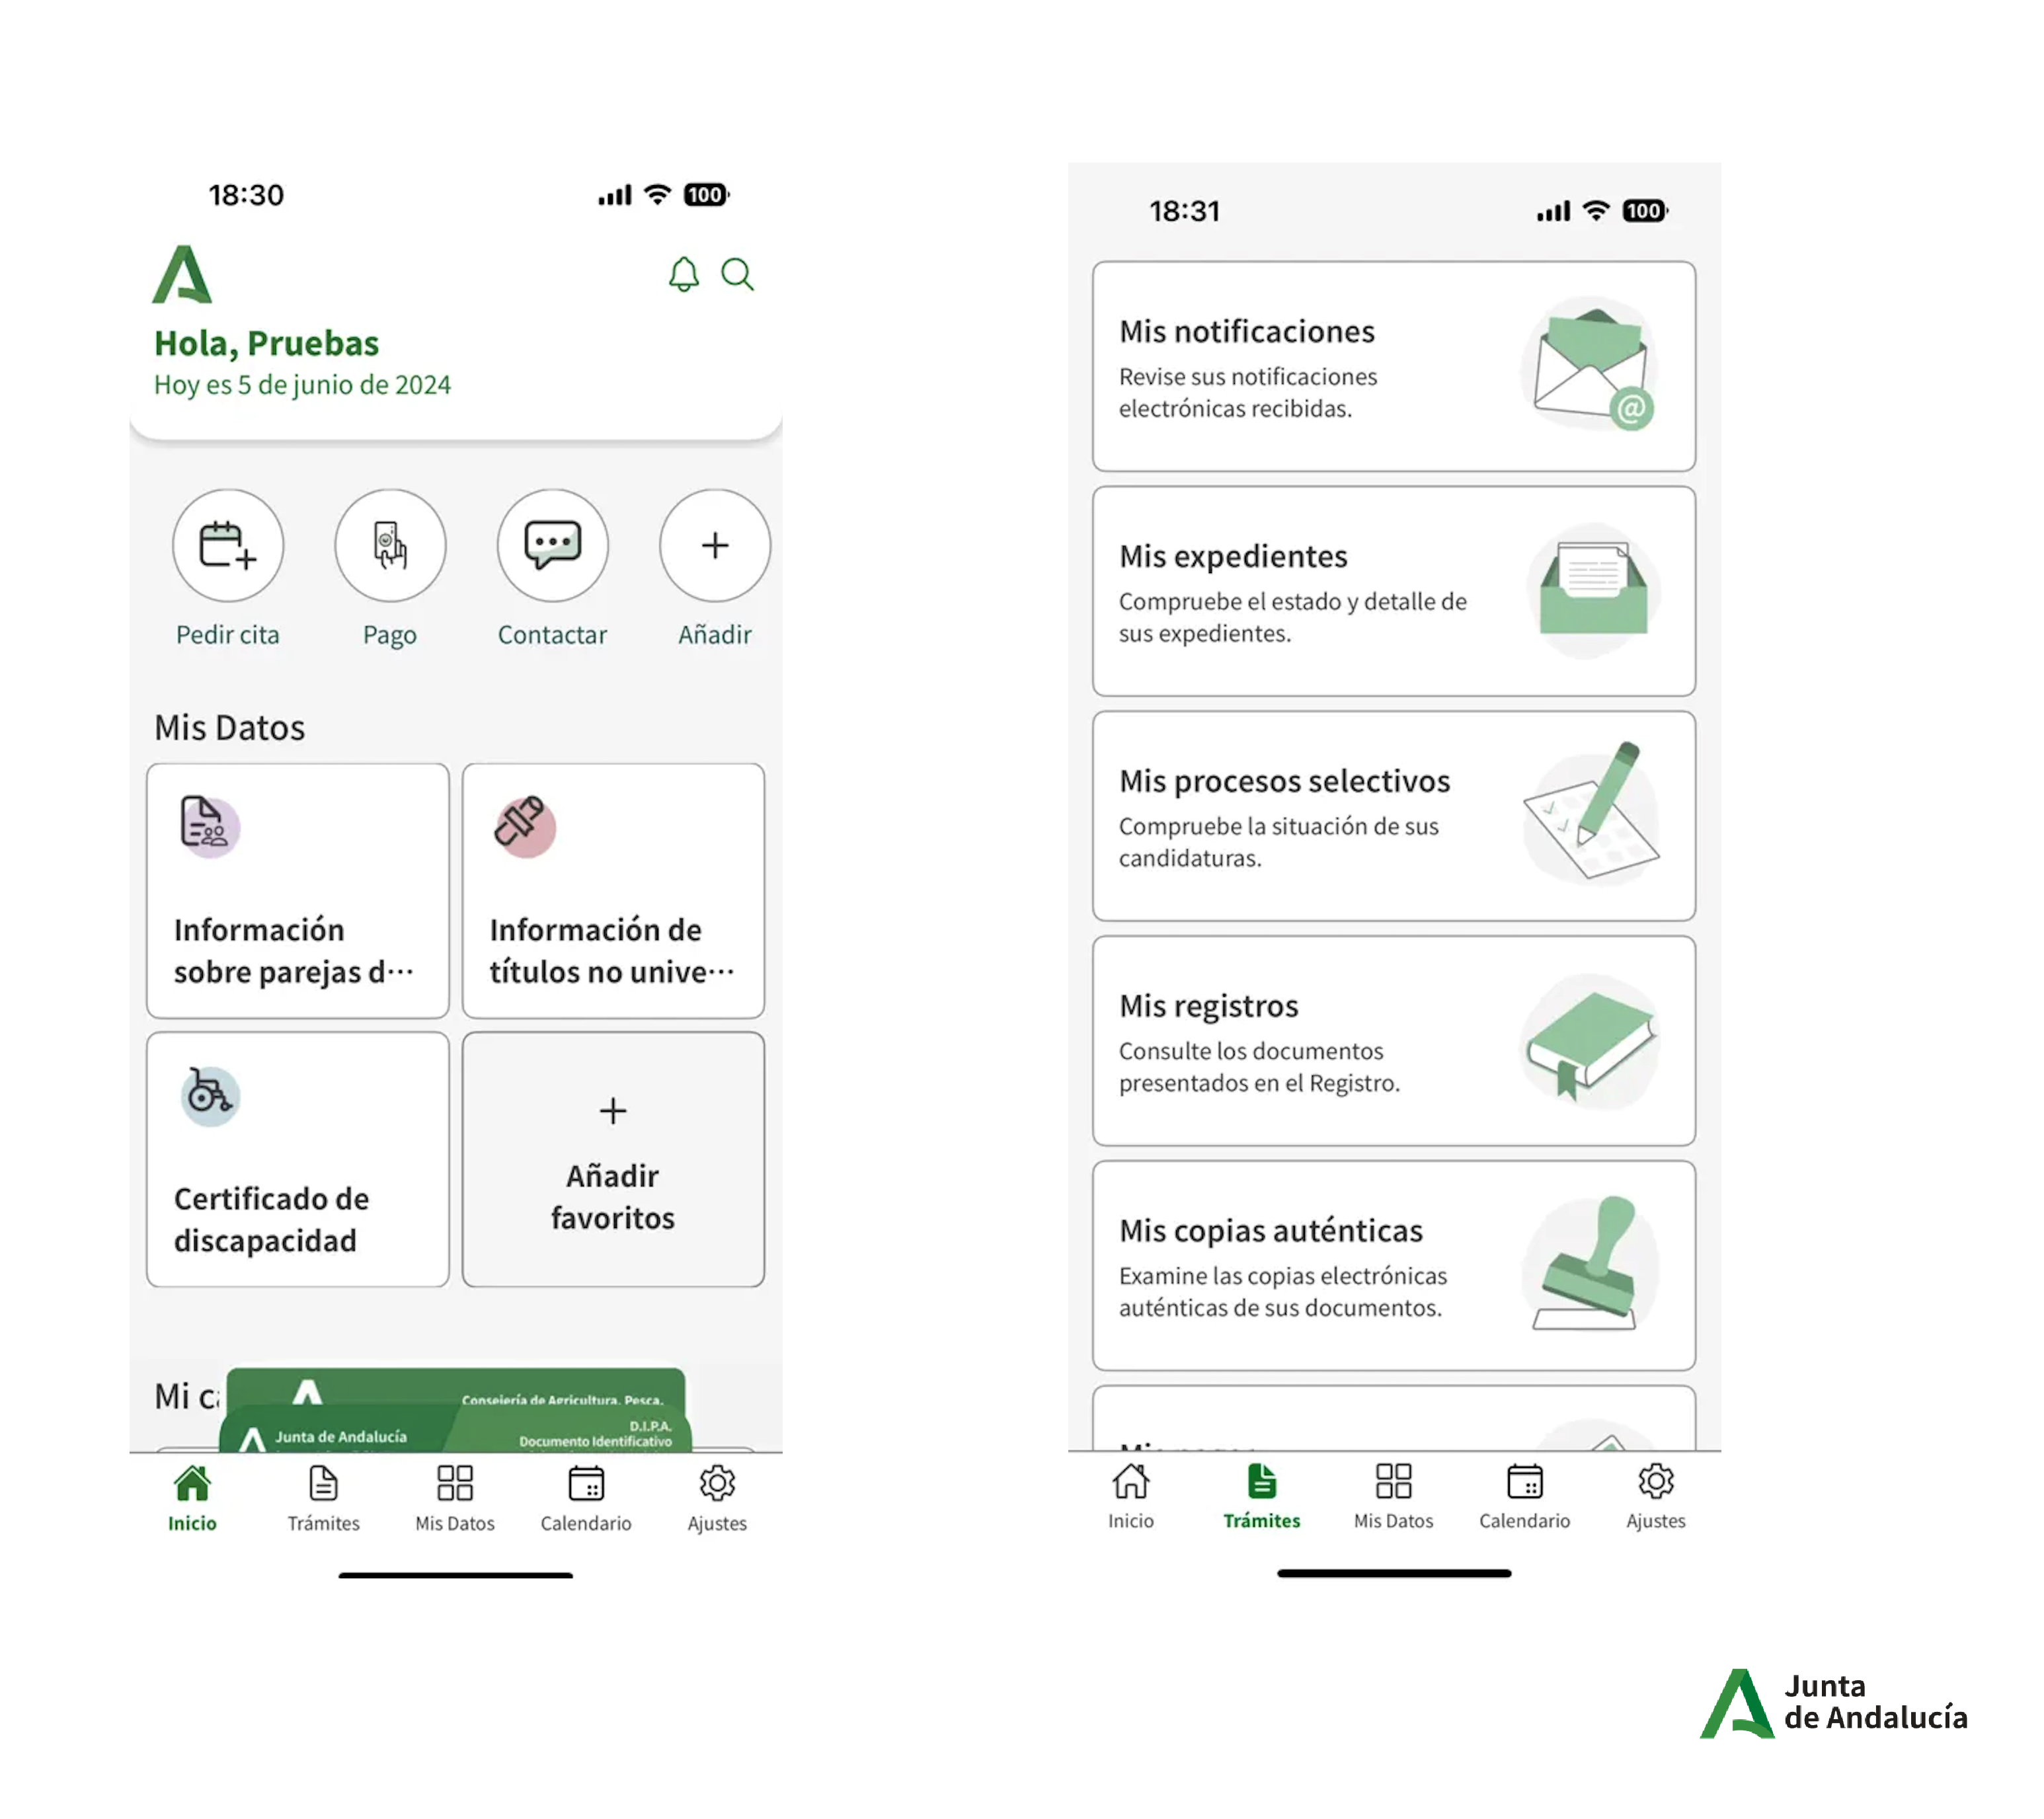 18:30
100
Hola, Pruebas
Hoy es 5 de junio de 2024
Pedir cita
Pago
Contactar
Añadir
Mis Datos
Información
sobre parejas d···
Información de
títulos no unive···
Certificado de
discapacidad
+
Añadir
favoritos
Mi
Consejería de Agricultura, Pesca,
D.I.P.A.
Junta de Andalucía
Documento Identificativo
Inicio
Trámites
Mis Datos
Calendario
Ajustes
18:31
100
Mis notificaciones
Revise sus notificaciones
electrónicas recibidas.
@
Mis expedientes
Compruebe el estado y detalle de
sus expedientes.
Mis procesos selectivos
Compruebe la situación de sus
candidaturas.
Mis registros
Consulte los documentos
presentados en el Registro.
Mis copias auténticas
Examine las copias electrónicas
auténticas de sus documentos.
Inicio
Trámites
Mis Datos
Calendario
Ajustes
Junta
de Andalucía